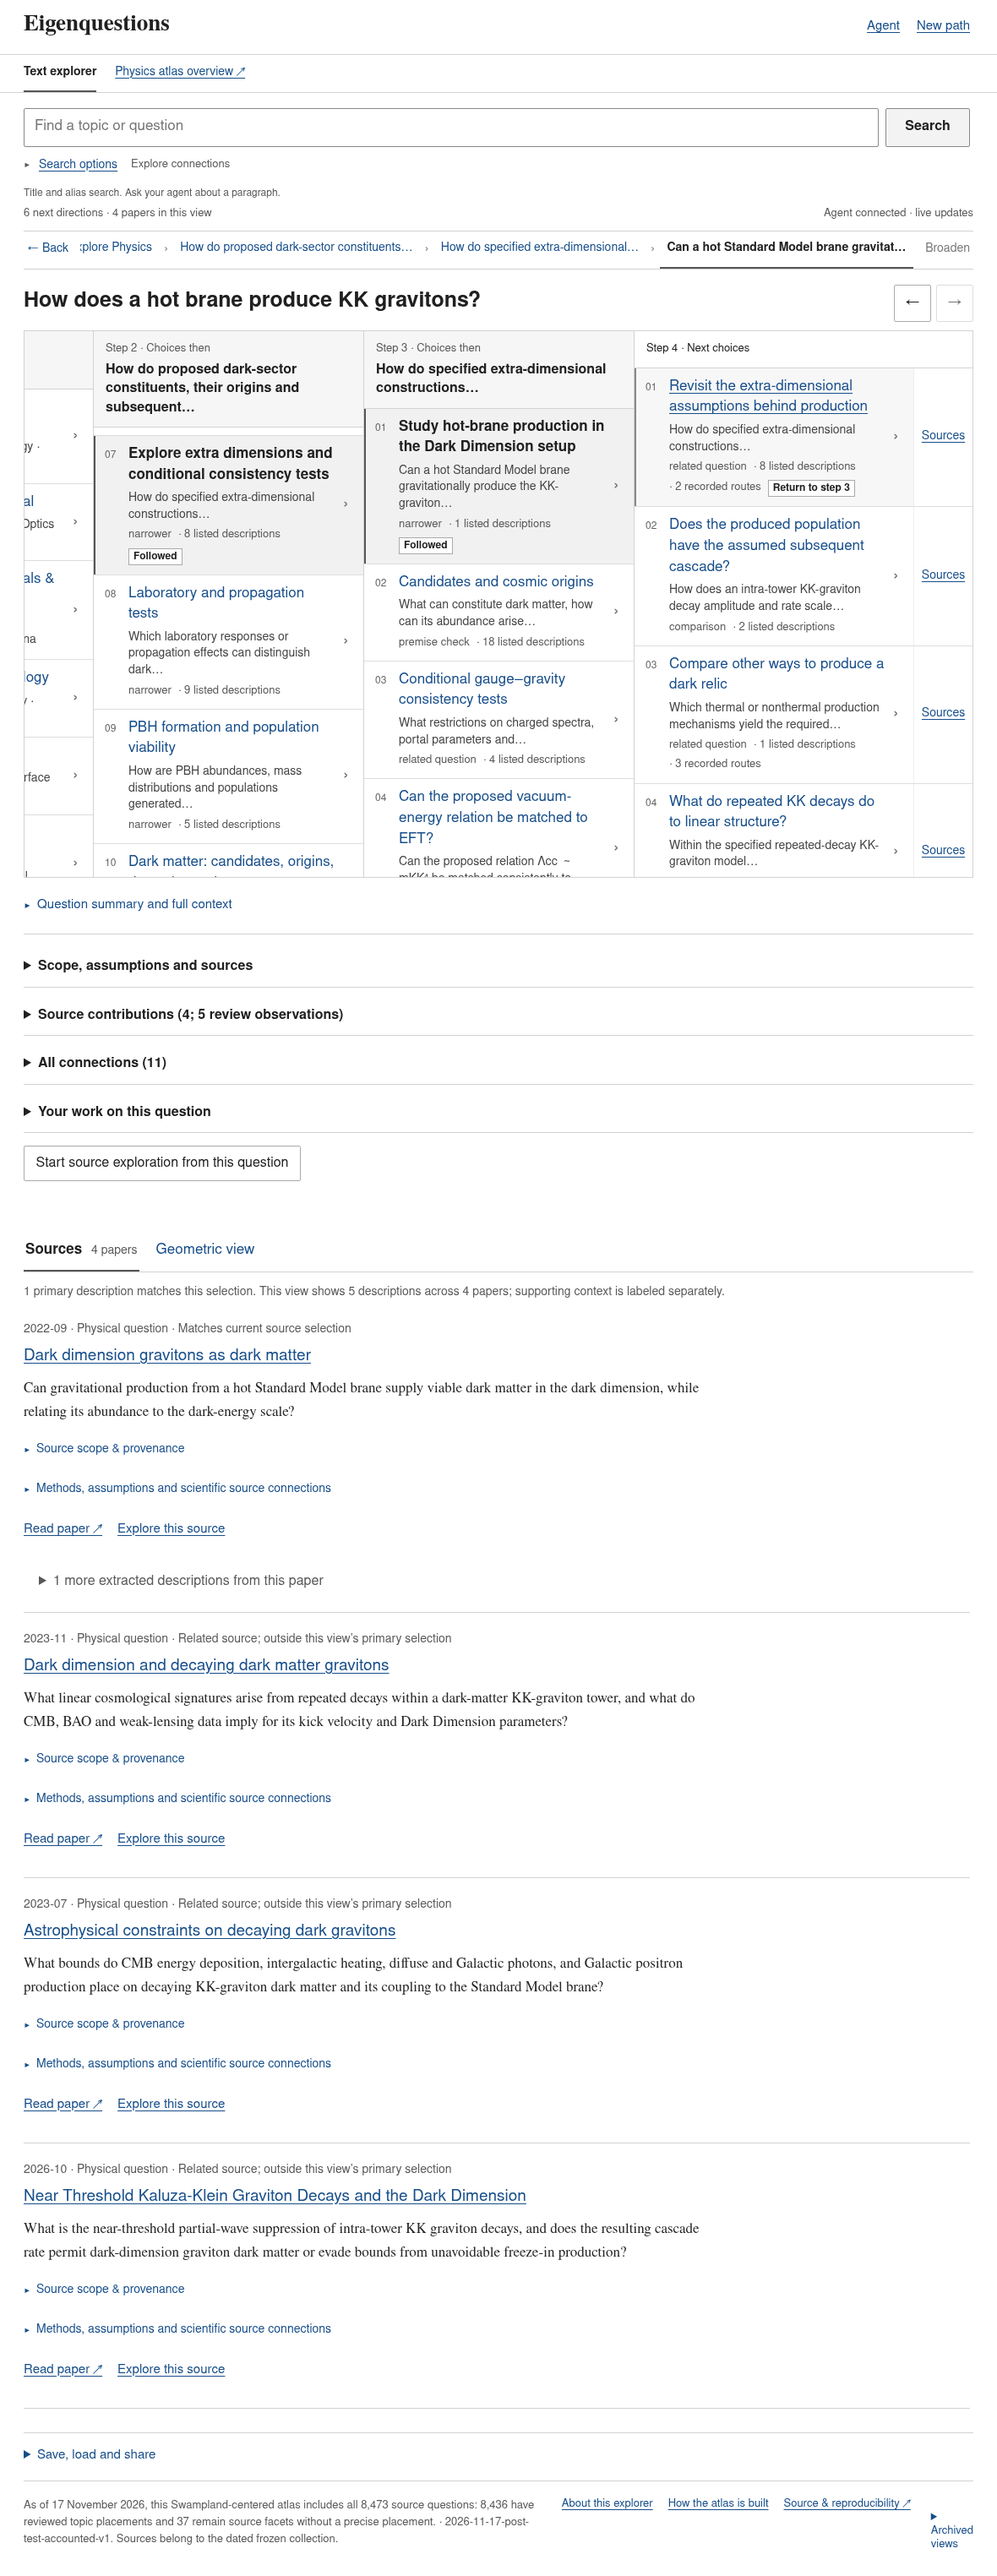 Eigenquestions
Agent New path
Text explorer Physics atlas overview ↗
Find a topic or question Search
▸ Search options Explore connections
Title and alias search. Ask your agent about a paragraph.
6 next directions · 4 papers in this view Agent connected · live updates
← Back plore Physics › How do proposed dark-sector constituents… › How do specified extra-dimensional… › Can a hot Standard Model brane gravitat… Broaden
How does a hot brane produce KK gravitons?
← →
gy ·
al
Optics
als &
na
logy
y ·
rface
Step 2 · Choices then
How do proposed dark-sector
constituents, their origins and
subsequent…
07 Explore extra dimensions and
conditional consistency tests
How do specified extra-dimensional
constructions…
narrower · 8 listed descriptions
Followed
08 Laboratory and propagation
tests
Which laboratory responses or
propagation effects can distinguish
dark…
narrower · 9 listed descriptions
09 PBH formation and population
viability
How are PBH abundances, mass
distributions and populations
generated…
narrower · 5 listed descriptions
10 Dark matter: candidates, origins,
Step 3 · Choices then
How do specified extra-dimensional
constructions…
01 Study hot-brane production in
the Dark Dimension setup
Can a hot Standard Model brane
gravitationally produce the KK-
graviton…
narrower · 1 listed descriptions
Followed
02 Candidates and cosmic origins
What can constitute dark matter, how
can its abundance arise…
premise check · 18 listed descriptions
03 Conditional gauge–gravity
consistency tests
What restrictions on charged spectra,
portal parameters and…
related question · 4 listed descriptions
04 Can the proposed vacuum-
energy relation be matched to
EFT?
Can the proposed relation Λcc ~
mKK⁴ be matched consistently to
Step 4 · Next choices
01 Revisit the extra-dimensional
assumptions behind production
How do specified extra-dimensional
constructions…
related question · 8 listed descriptions
· 2 recorded routes Return to step 3
Sources
02 Does the produced population
have the assumed subsequent
cascade?
How does an intra-tower KK-graviton
decay amplitude and rate scale…
comparison · 2 listed descriptions
Sources
03 Compare other ways to produce a
dark relic
Which thermal or nonthermal production
mechanisms yield the required…
related question · 1 listed descriptions
· 3 recorded routes
Sources
04 What do repeated KK decays do
to linear structure?
Within the specified repeated-decay KK-
graviton model…
Sources
▸ Question summary and full context
▶ Scope, assumptions and sources
▶ Source contributions (4; 5 review observations)
▶ All connections (11)
▶ Your work on this question
Start source exploration from this question
Sources 4 papers Geometric view
1 primary description matches this selection. This view shows 5 descriptions across 4 papers; supporting context is labeled separately.
2022-09 · Physical question · Matches current source selection
Dark dimension gravitons as dark matter
Can gravitational production from a hot Standard Model brane supply viable dark matter in the dark dimension, while
relating its abundance to the dark-energy scale?
▸ Source scope & provenance
▸ Methods, assumptions and scientific source connections
Read paper ↗ Explore this source
▶ 1 more extracted descriptions from this paper
2023-11 · Physical question · Related source; outside this view's primary selection
Dark dimension and decaying dark matter gravitons
What linear cosmological signatures arise from repeated decays within a dark-matter KK-graviton tower, and what do
CMB, BAO and weak-lensing data imply for its kick velocity and Dark Dimension parameters?
▸ Source scope & provenance
▸ Methods, assumptions and scientific source connections
Read paper ↗ Explore this source
2023-07 · Physical question · Related source; outside this view's primary selection
Astrophysical constraints on decaying dark gravitons
What bounds do CMB energy deposition, intergalactic heating, diffuse and Galactic photons, and Galactic positron
production place on decaying KK-graviton dark matter and its coupling to the Standard Model brane?
▸ Source scope & provenance
▸ Methods, assumptions and scientific source connections
Read paper ↗ Explore this source
2026-10 · Physical question · Related source; outside this view's primary selection
Near Threshold Kaluza-Klein Graviton Decays and the Dark Dimension
What is the near-threshold partial-wave suppression of intra-tower KK graviton decays, and does the resulting cascade
rate permit dark-dimension graviton dark matter or evade bounds from unavoidable freeze-in production?
▸ Source scope & provenance
▸ Methods, assumptions and scientific source connections
Read paper ↗ Explore this source
▶ Save, load and share
As of 17 November 2026, this Swampland-centered atlas includes all 8,473 source questions: 8,436 have
reviewed topic placements and 37 remain source facets without a precise placement. · 2026-11-17-post-
test-accounted-v1. Sources belong to the dated frozen collection.
About this explorer How the atlas is built Source & reproducibility ↗
▶ Archived
views